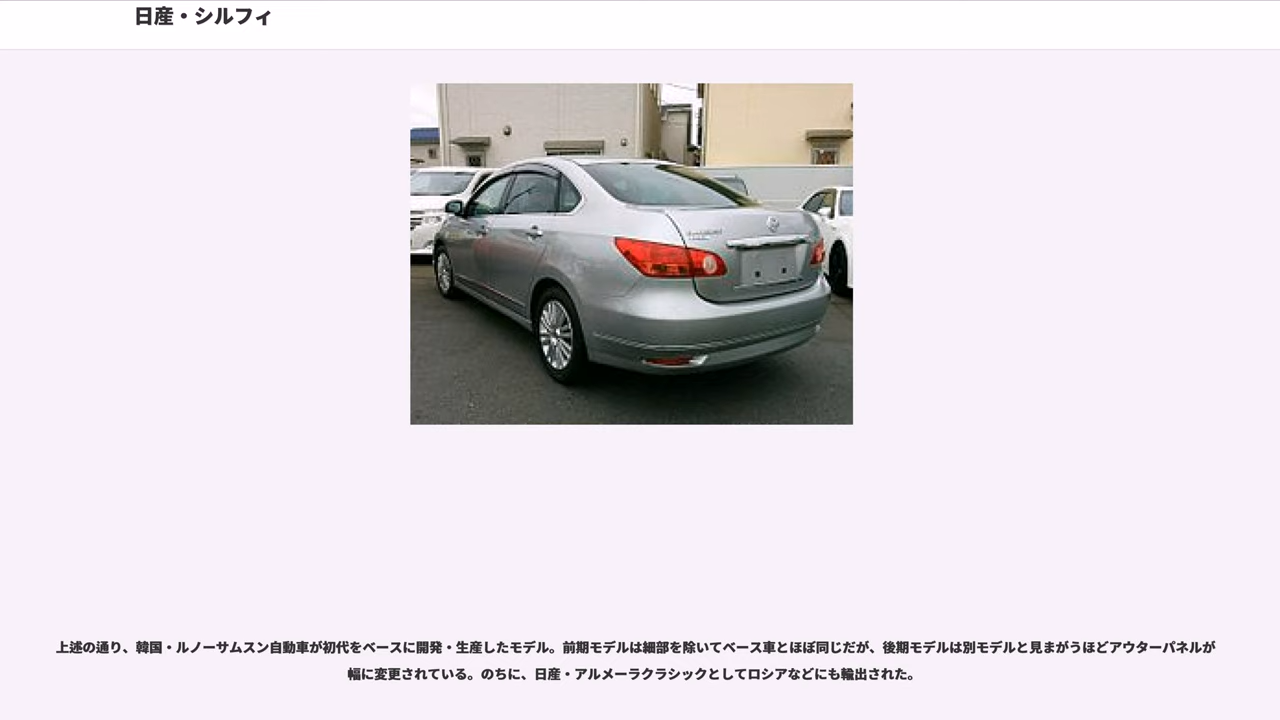 日産・シルフィ
上述の通り、韓国・ルノーサムスン自動車が初代をベースに開発・生産したモデル。前期モデルは細部を除いてベース車とほぼ同じだが、後期モデルは別モデルと見まがうほどアウターパネルが
幅に変更されている。のちに、日産・アルメーラクラシックとしてロシアなどにも輸出された。